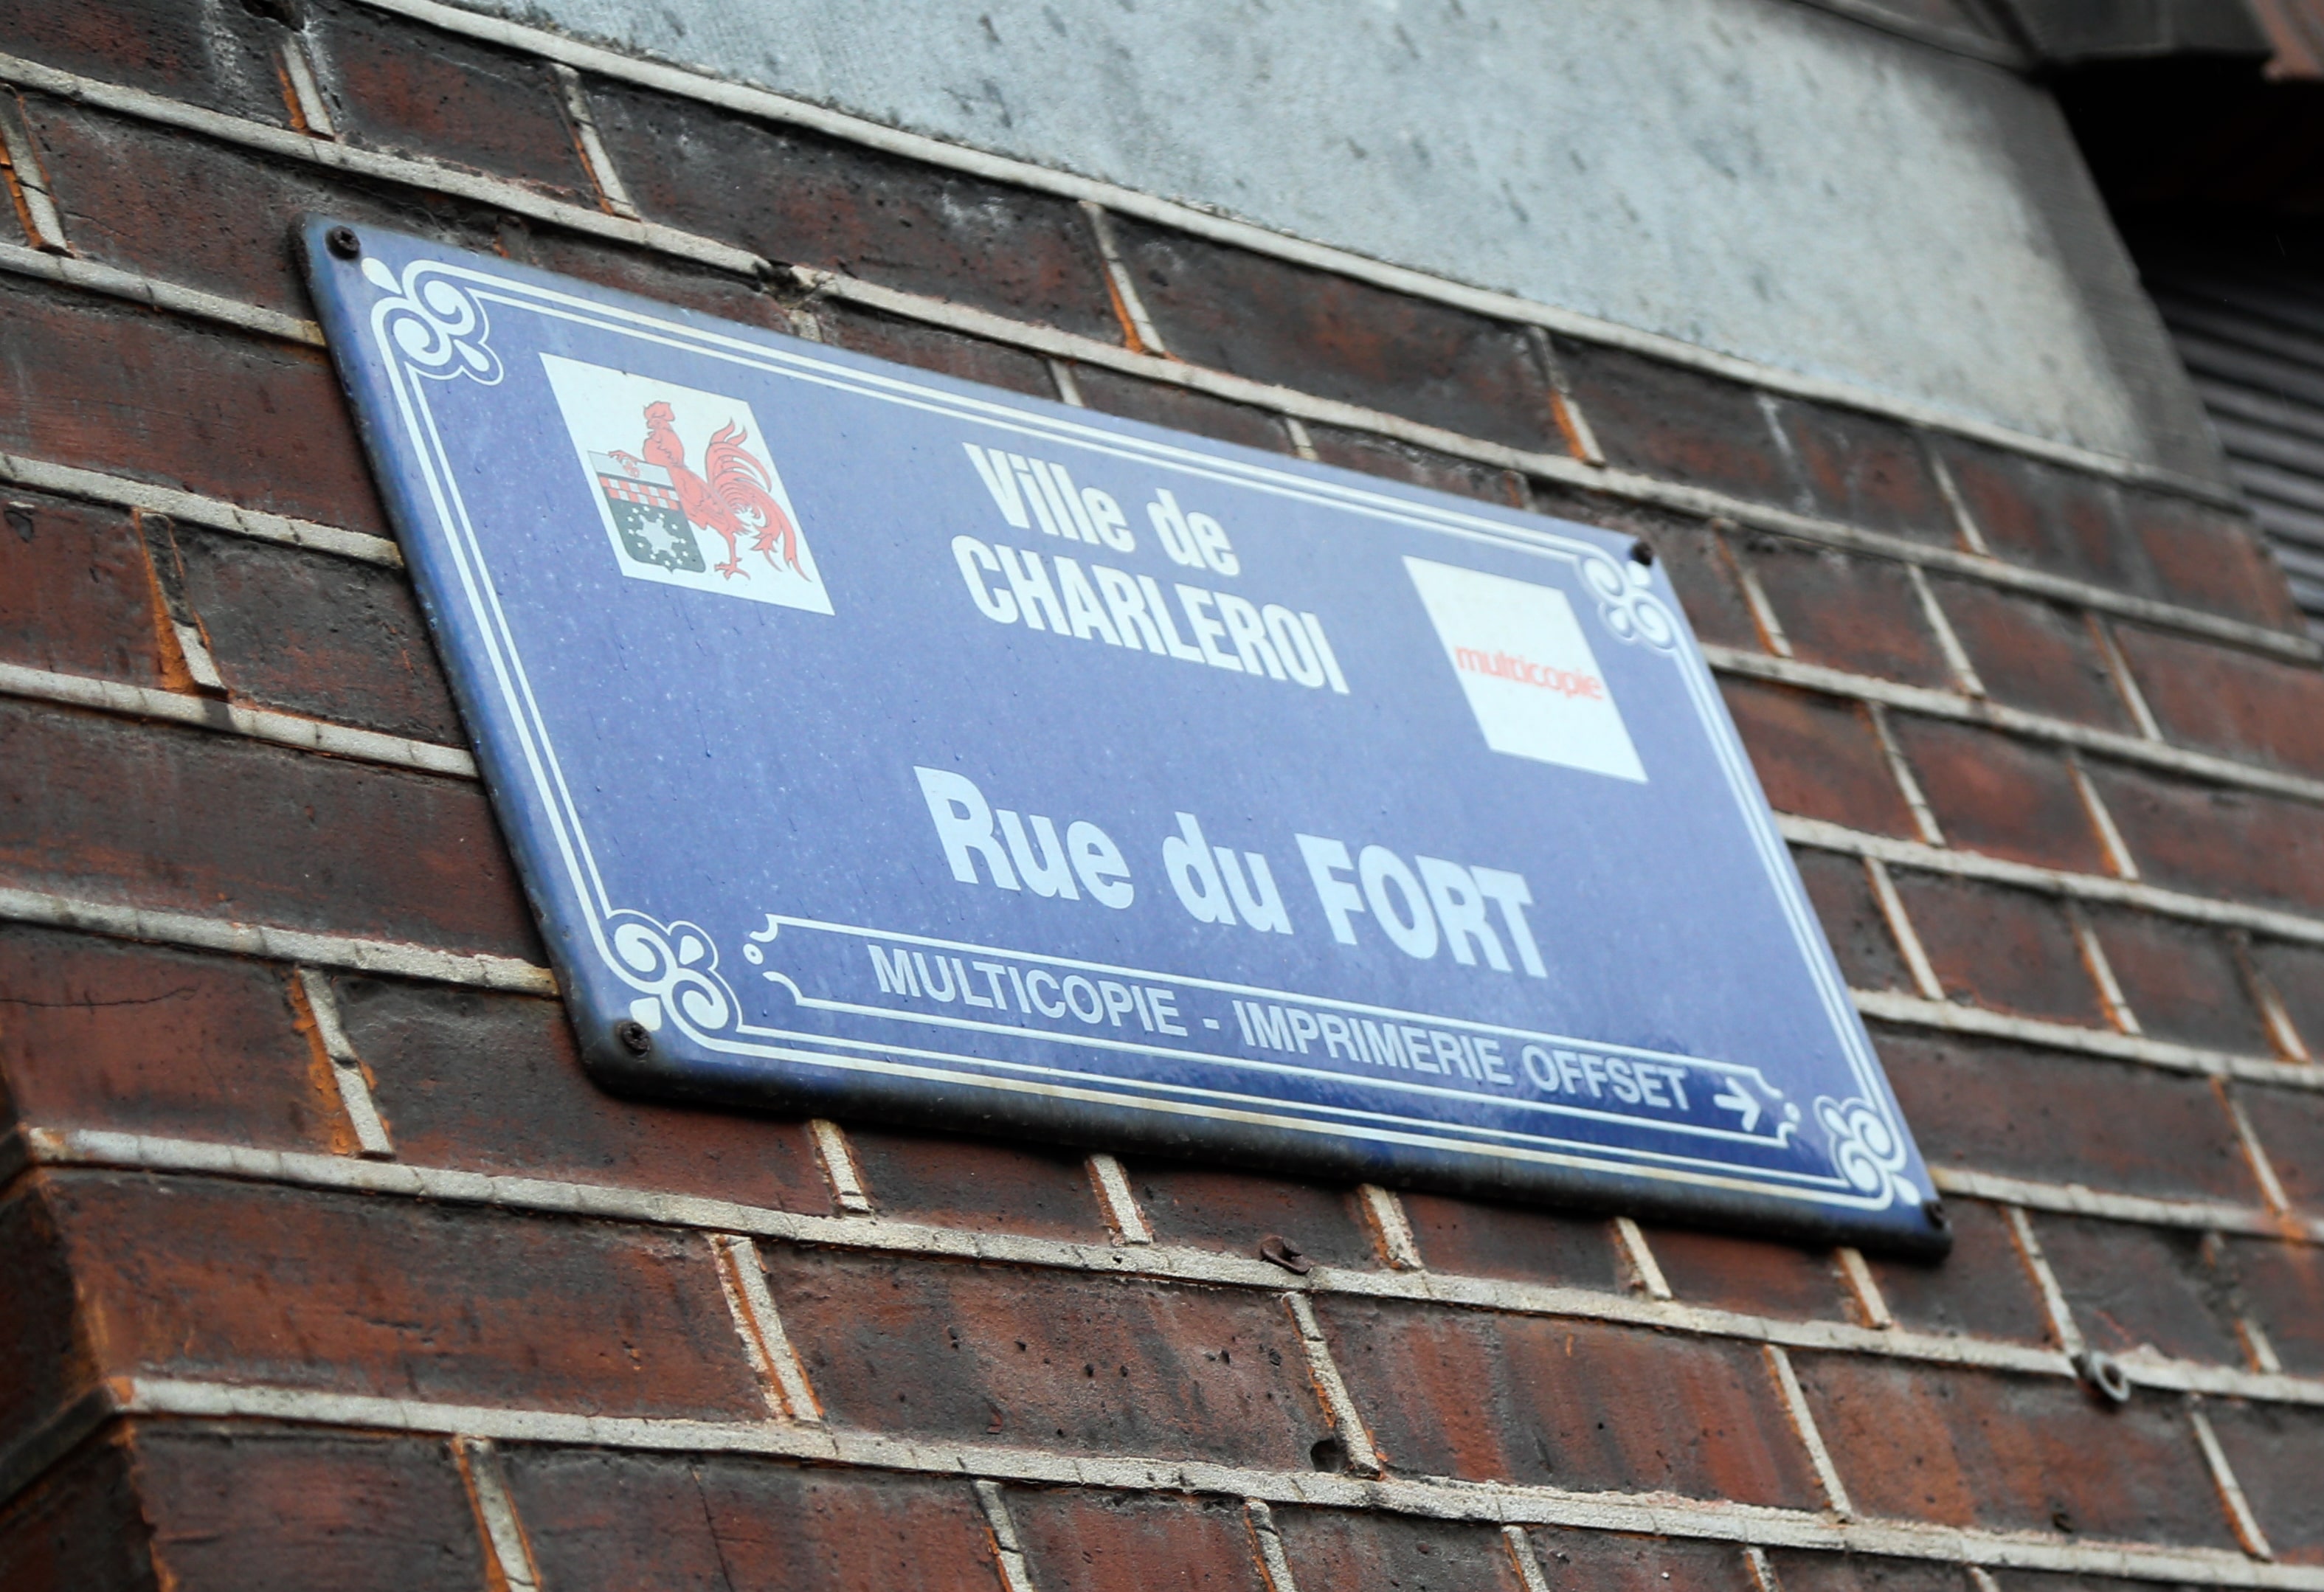 Ville de
CHARLEROI
multicopie
Rue du FORT
MULTICOPIE - IMPRIMERIE OFFSET →